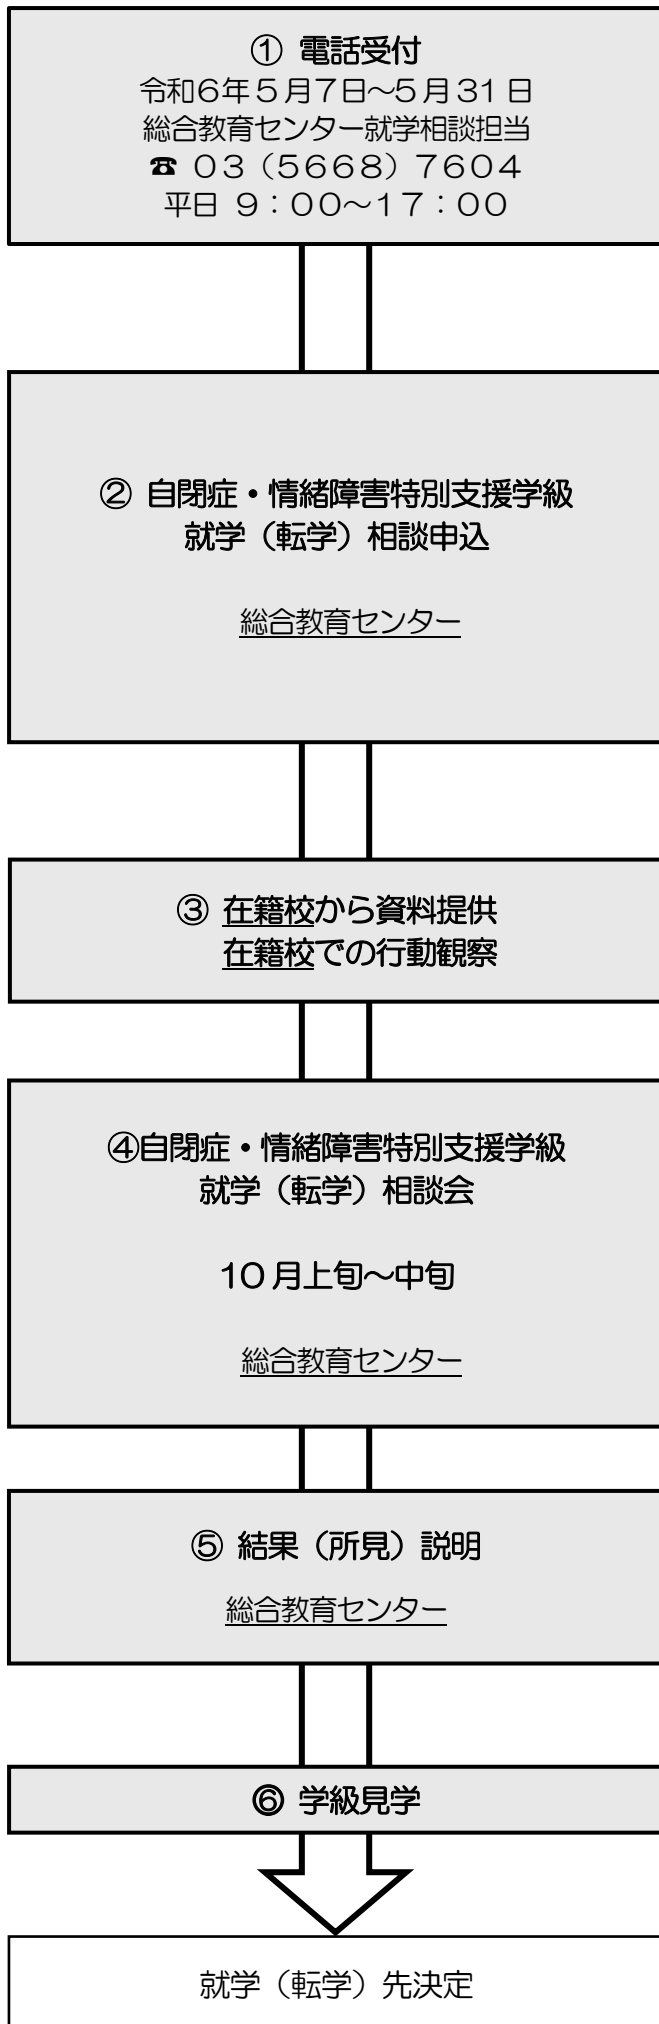 ① 電話受付
令和6年5月7日～5月31日
総合教育センター就学相談担当
☎ 03（5668）7604
平日 9：00～17：00
② 自閉症・情緒障害特別支援学級
就学（転学）相談申込
総合教育センター
③ 在籍校から資料提供
在籍校での行動観察
④自閉症・情緒障害特別支援学級
就学（転学）相談会
10月上旬～中旬
総合教育センター
⑤ 結果（所見）説明
総合教育センター
⑥ 学級見学
就学（転学）先決定